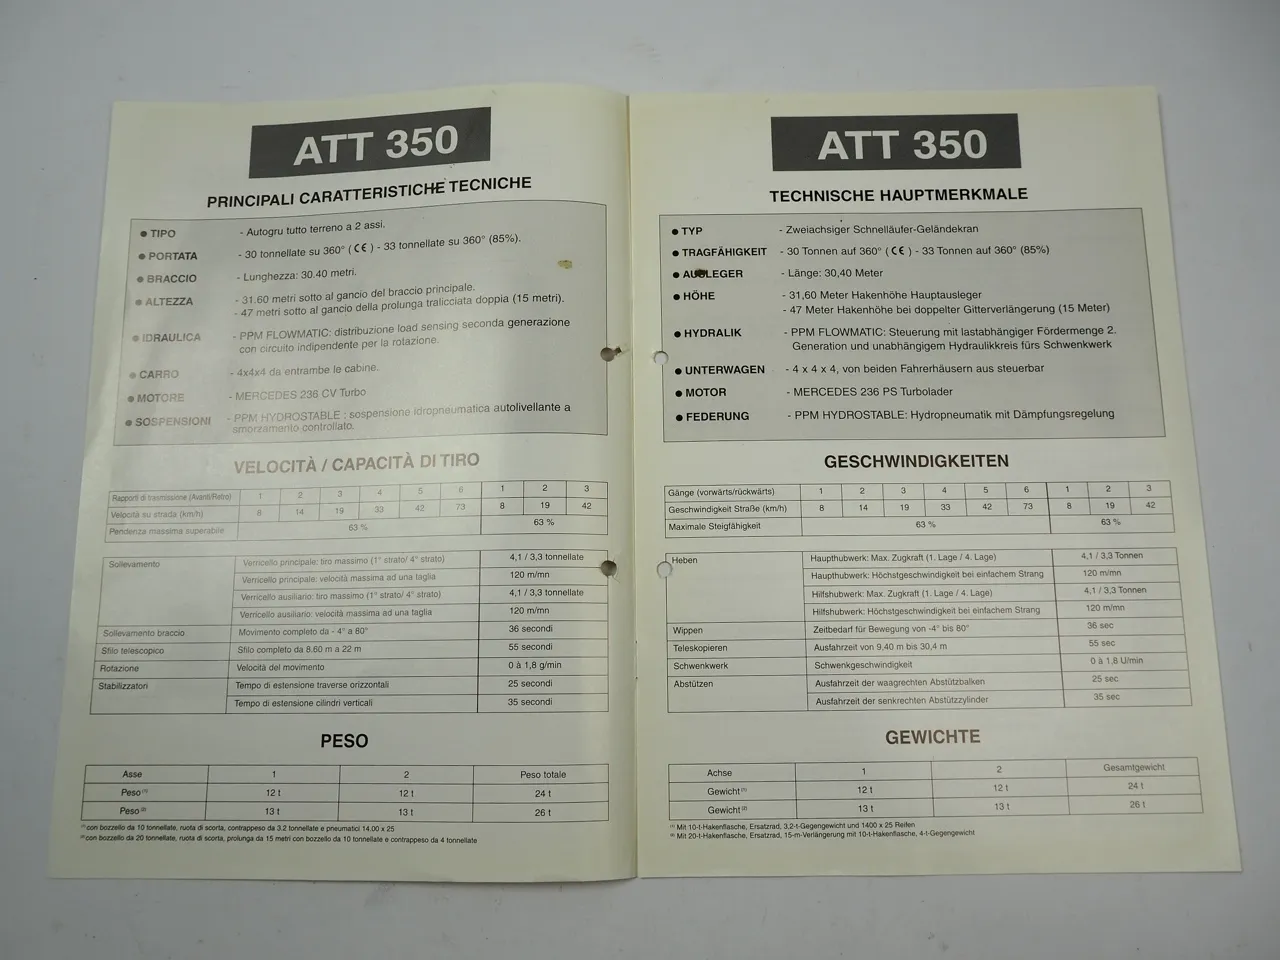 ATT 350
PRINCIPALI CARATTERISTICHE TECNICHE
● TIPO - Autogru tutto terreno a 2 assi.
● PORTATA - 30 tonnellate su 360° (CE) - 33 tonnellate su 360° (85%).
● BRACCIO - Lunghezza: 30.40 metri.
● ALTEZZA - 31.60 metri sotto al gancio del braccio principale.
- 47 metri sotto al gancio della prolunga tralicciata doppia (15 metri).
● IDRAULICA - PPM FLOWMATIC: distribuzione load sensing seconda generazione
con circuito indipendente per la rotazione.
● CARRO - 4x4x4 da entrambe le cabine.
● MOTORE - MERCEDES 236 CV Turbo
● SOSPENSIONI - PPM HYDROSTABLE : sospensione idropneumatica autolivellante a
smorzamento controllato.
VELOCITÀ / CAPACITÀ DI TIRO
Rapporti di trasmissione (Avanti/Retro) 1 2 3 4 5 6 1 2 3
Velocità su strada (km/h) 8 14 19 33 42 73 8 19 42
Pendenza massima superabile 63 % 63 %
Sollevamento Verricello principale: tiro massimo (1° strato/ 4° strato) 4,1 / 3,3 tonnellate
Verricello principale: velocità massima ad una taglia 120 m/mn
Verricello ausiliario: tiro massimo (1° strato/ 4° strato) 4,1 / 3,3 tonnellate
Verricello ausiliario: velocità massima ad una taglia 120 m/mn
Sollevamento braccio Movimento completo da - 4° a 80° 36 secondi
Sfilo telescopico Sfilo completo da 8.60 m a 22 m 55 secondi
Rotazione Velocità del movimento 0 à 1,8 g/min
Stabilizzatori Tempo di estensione traverse orizzontali 25 secondi
Tempo di estensione cilindri verticali 35 secondi
PESO
Asse 1 2 Peso totale
Peso (1) 12 t 12 t 24 t
Peso (2) 13 t 13 t 26 t
(1) con bozzello da 10 tonnellate, ruota di scorta, contrappeso da 3.2 tonnellate e pneumatici 14.00 x 25
(2) con bozzello da 20 tonnellate, ruota di scorta, prolunga da 15 metri con bozzello da 10 tonnellate e contrappeso da 4 tonnellate
ATT 350
TECHNISCHE HAUPTMERKMALE
● TYP - Zweiachsiger Schnelläufer-Geländekran
● TRAGFÄHIGKEIT - 30 Tonnen auf 360° (CE) - 33 Tonnen auf 360° (85%)
● AUSLEGER - Länge: 30,40 Meter
● HÖHE - 31,60 Meter Hakenhöhe Hauptausleger
- 47 Meter Hakenhöhe bei doppelter Gitterverlängerung (15 Meter)
● HYDRALIK - PPM FLOWMATIC: Steuerung mit lastabhängiger Fördermenge 2.
Generation und unabhängigem Hydraulikkreis fürs Schwenkwerk
● UNTERWAGEN - 4 x 4 x 4, von beiden Fahrerhäusern aus steuerbar
● MOTOR - MERCEDES 236 PS Turbolader
● FEDERUNG - PPM HYDROSTABLE: Hydropneumatik mit Dämpfungsregelung
GESCHWINDIGKEITEN
Gänge (vorwärts/rückwärts) 1 2 3 4 5 6 1 2 3
Geschwindigkeit Straße (km/h) 8 14 19 33 42 73 8 19 42
Maximale Steigfähigkeit 63 % 63 %
Heben Haupthubwerk: Max. Zugkraft (1. Lage / 4. Lage) 4,1 / 3,3 Tonnen
Haupthubwerk: Höchstgeschwindigkeit bei einfachem Strang 120 m/mn
Hilfshubwerk: Max. Zugkraft (1. Lage / 4. Lage) 4,1 / 3,3 Tonnen
Hilfshubwerk: Höchstgeschwindigkeit bei einfachem Strang 120 m/mn
Wippen Zeitbedarf für Bewegung von -4° bis 80° 36 sec
Teleskopieren Ausfahrzeit von 9,40 m bis 30,4 m 55 sec
Schwenkwerk Schwenkgeschwindigkeit 0 à 1,8 U/min
Abstützen Ausfahrzeit der waagrechten Abstützbalken 25 sec
Ausfahrzeit der senkrechten Abstützzylinder 35 sec
GEWICHTE
Achse 1 2 Gesamtgewicht
Gewicht (1) 12 t 12 t 24 t
Gewicht (2) 13 t 13 t 26 t
(1) Mit 10-t-Hakenflasche, Ersatzrad, 3,2-t-Gegengewicht und 1400 x 25 Reifen
(2) Mit 20-t-Hakenflasche, Ersatzrad, 15-m-Verlängerung mit 10-t-Hakenflasche, 4-t-Gegengewicht